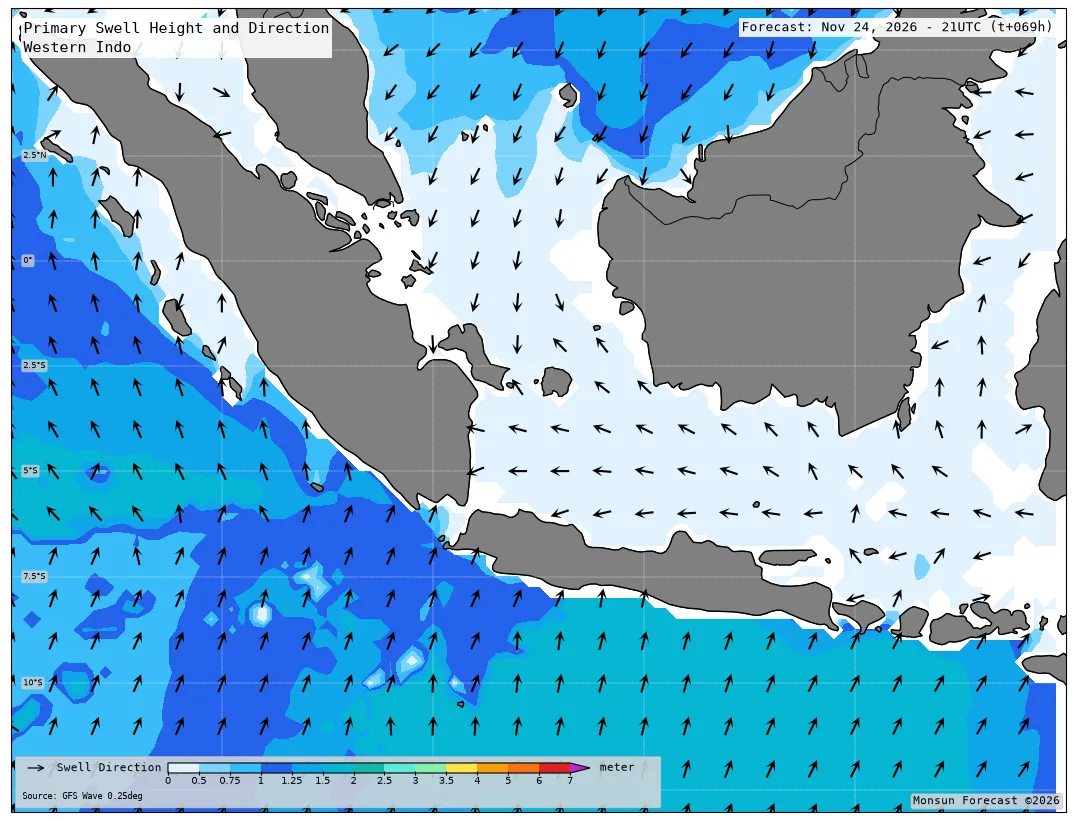 Primary Swell Height and Direction
Western Indo
Forecast: Nov 24, 2026 - 21UTC (t+069h)
2.5°N
0°
2.5°S
5°S
7.5°S
10°S
Swell Direction
0 0.5 0.75 1 1.25 1.5 2 2.5 3 3.5 4 5 6 7
meter
Source: GFS Wave 0.25deg
Monsun Forecast ©2026